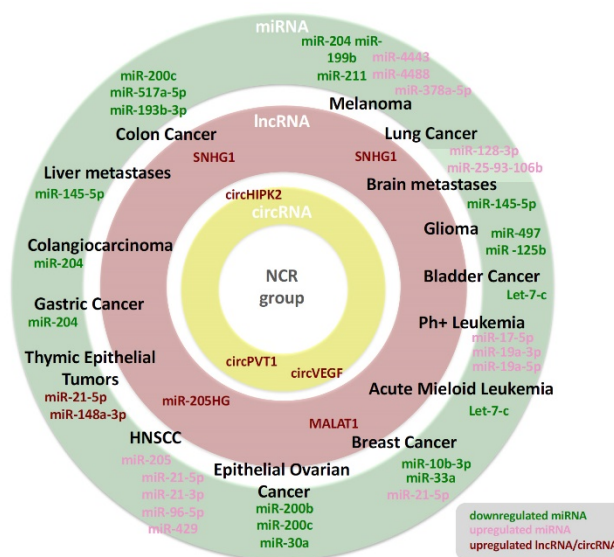 miRNA
miR-204 miR-
199b
miR-211
miR-4443
miR-4488
miR-378a-5p
miR-200c
miR-517a-5p
miR-193b-3p
Melanoma
Colon Cancer
lncRNA
Lung Cancer
SNHG1
SNHG1
miR-128-3p
miR-25-93-106b
Liver metastases
miR-145-5p
Brain metastases
miR-145-5p
circHIPK2
circRNA
Glioma
miR-497
miR -125b
Colangiocarcinoma
miR-204
NCR
group
Bladder Cancer
Let-7-c
Gastric Cancer
miR-204
Ph+ Leukemia
miR-17-5p
miR-19a-3p
miR-19a-5p
Thymic Epithelial
Tumors
miR-21-5p
miR-148a-3p
circPVT1
circVEGF
Acute Mieloid Leukemia
Let-7-c
miR-205HG
MALAT1
HNSCC
miR-205
miR-21-5p
miR-21-3p
miR-96-5p
miR-429
Breast Cancer
miR-10b-3p
miR-33a
miR-21-5p
Epithelial Ovarian
Cancer
miR-200b
miR-200c
miR-30a
downregulated miRNA
upregulated miRNA
upregulated lncRNA/circRNA